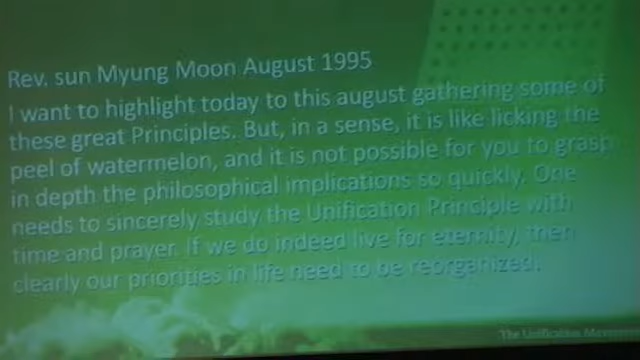 Rev. sun Myung Moon August 1995
I want to highlight today to this august gathering some of
these great Principles. But, in a sense, it is like licking the
peel of watermelon, and it is not possible for you to grasp
in depth the philosophical implications so quickly. One
needs to sincerely study the Unification Principle with
time and prayer. If we do indeed live for eternity, then
clearly our priorities in life need to be reorganized.
The Unification